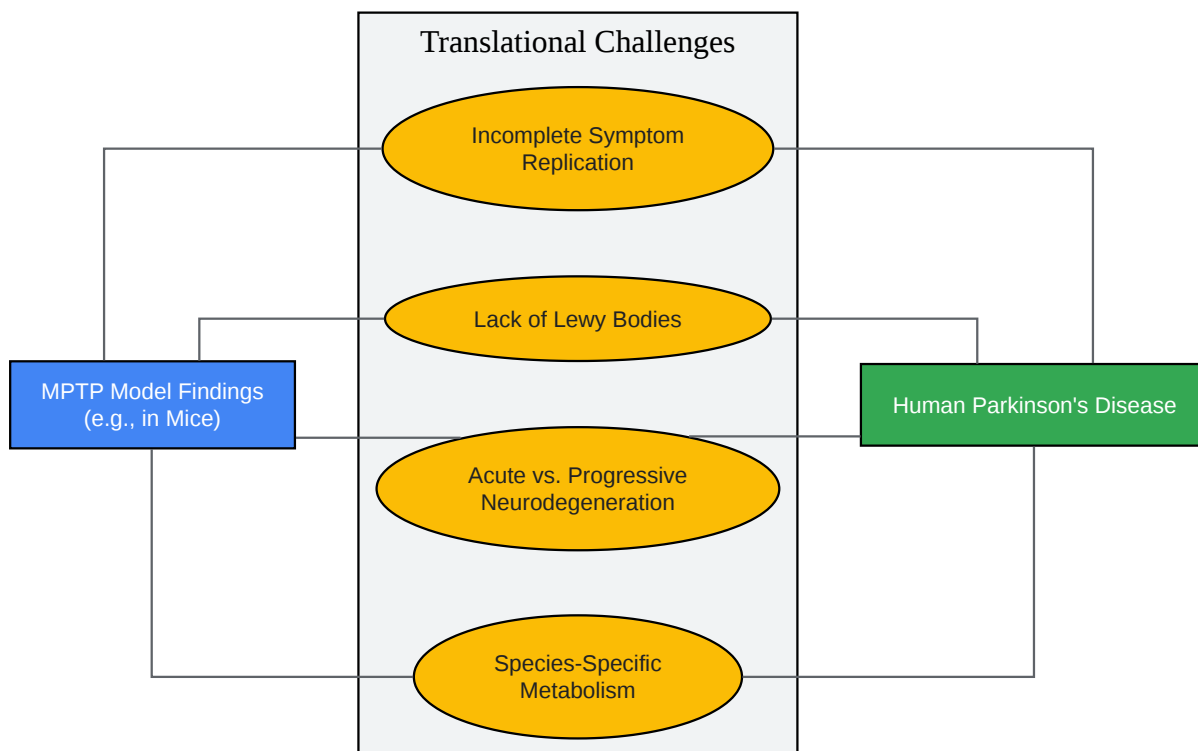 Translational Challenges
Incomplete Symptom
Replication
Lack of Lewy Bodies
MPTP Model Findings
(e.g., in Mice)
Human Parkinson's Disease
Acute vs. Progressive
Neurodegeneration
Species-Specific
Metabolism